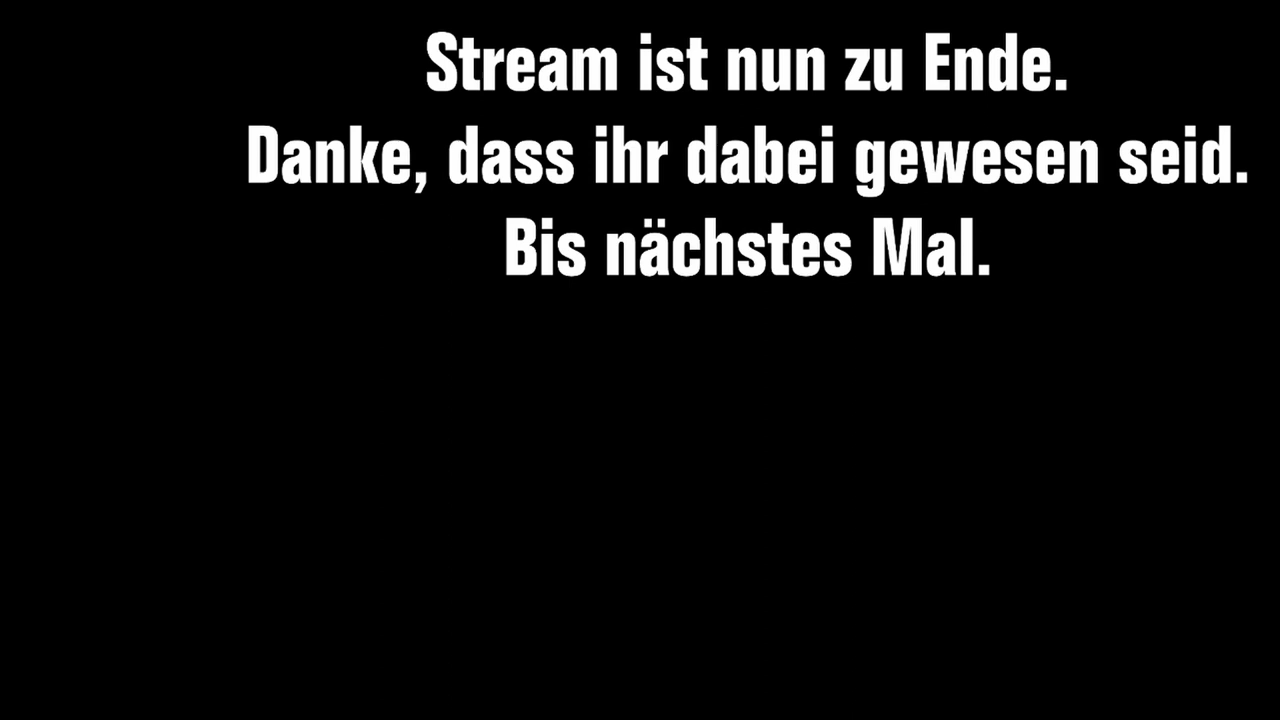 Stream ist nun zu Ende.
Danke, dass ihr dabei gewesen seid.
Bis nächstes Mal.